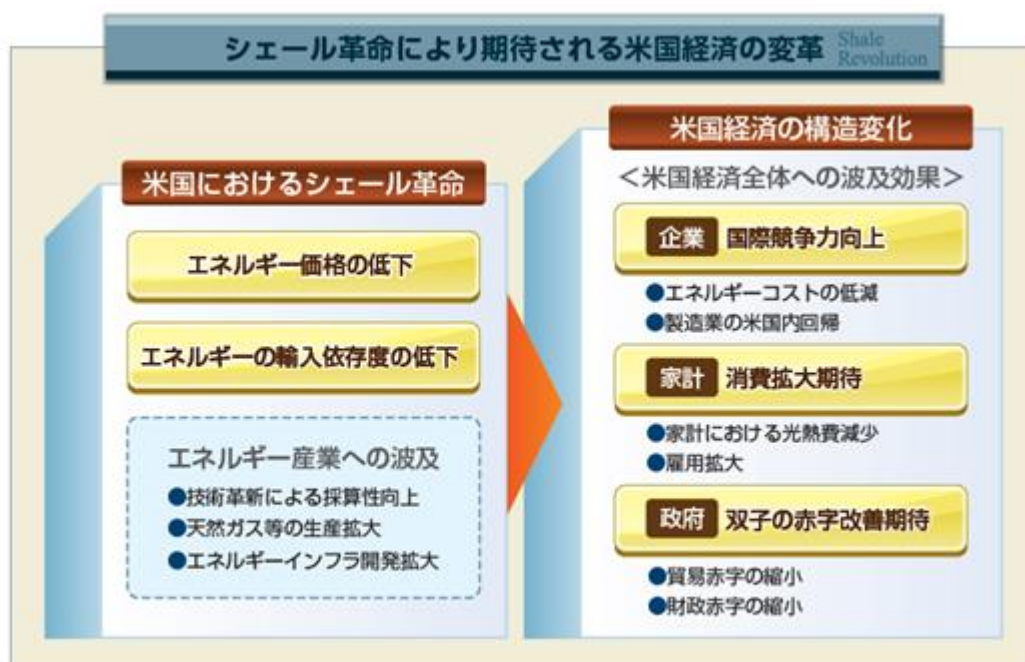 シェール革命により期待される米国経済の変革
Shale
Revolution
米国におけるシェール革命
エネルギー価格の低下
エネルギーの輸入依存度の低下
エネルギー産業への波及
●技術革新による採算性向上
●天然ガス等の生産拡大
●エネルギーインフラ開発拡大
米国経済の構造変化
＜米国経済全体への波及効果＞
企業 国際競争力向上
●エネルギーコストの低減
●製造業の米国内回帰
家計 消費拡大期待
●家計における光熱費減少
●雇用拡大
政府 双子の赤字改善期待
●貿易赤字の縮小
●財政赤字の縮小